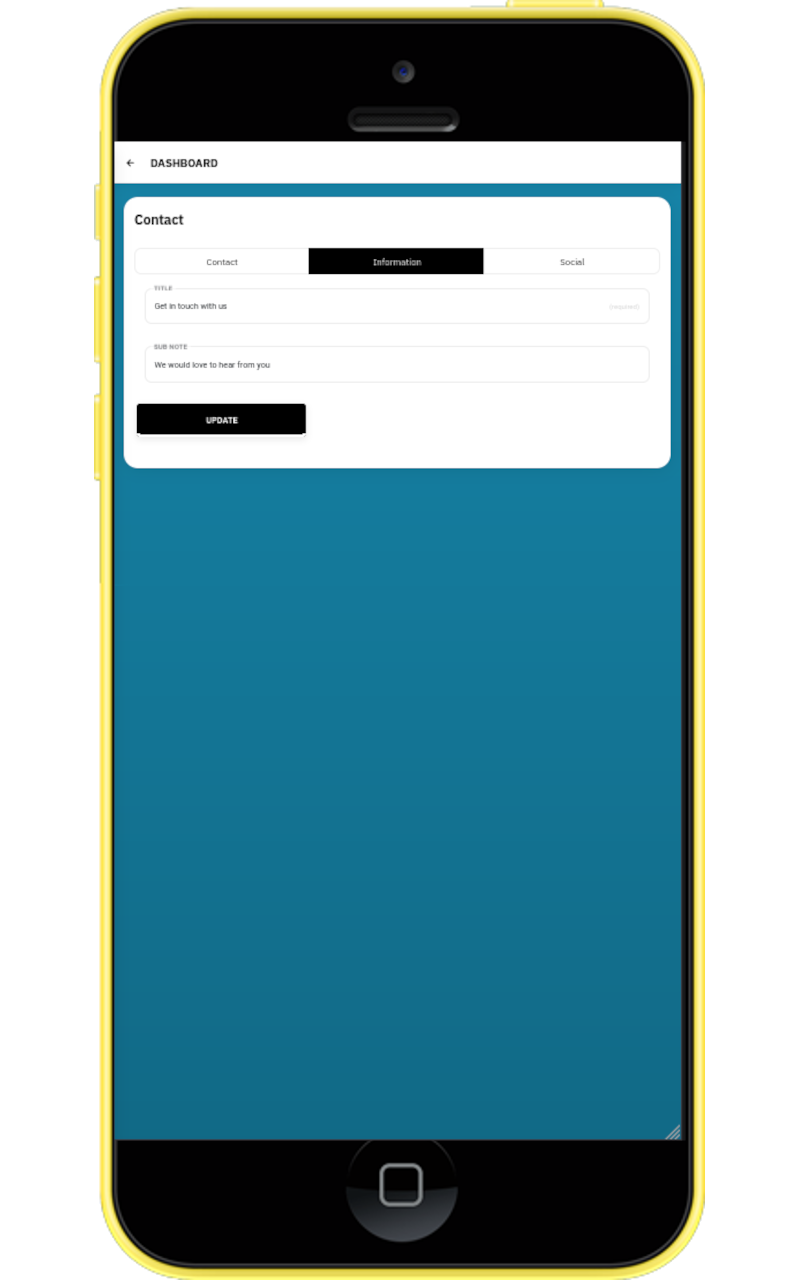 DASHBOARD
Contact
Contact Information Social
TITLE
Get in touch with us (required)
SUB NOTE
We would love to hear from you
UPDATE